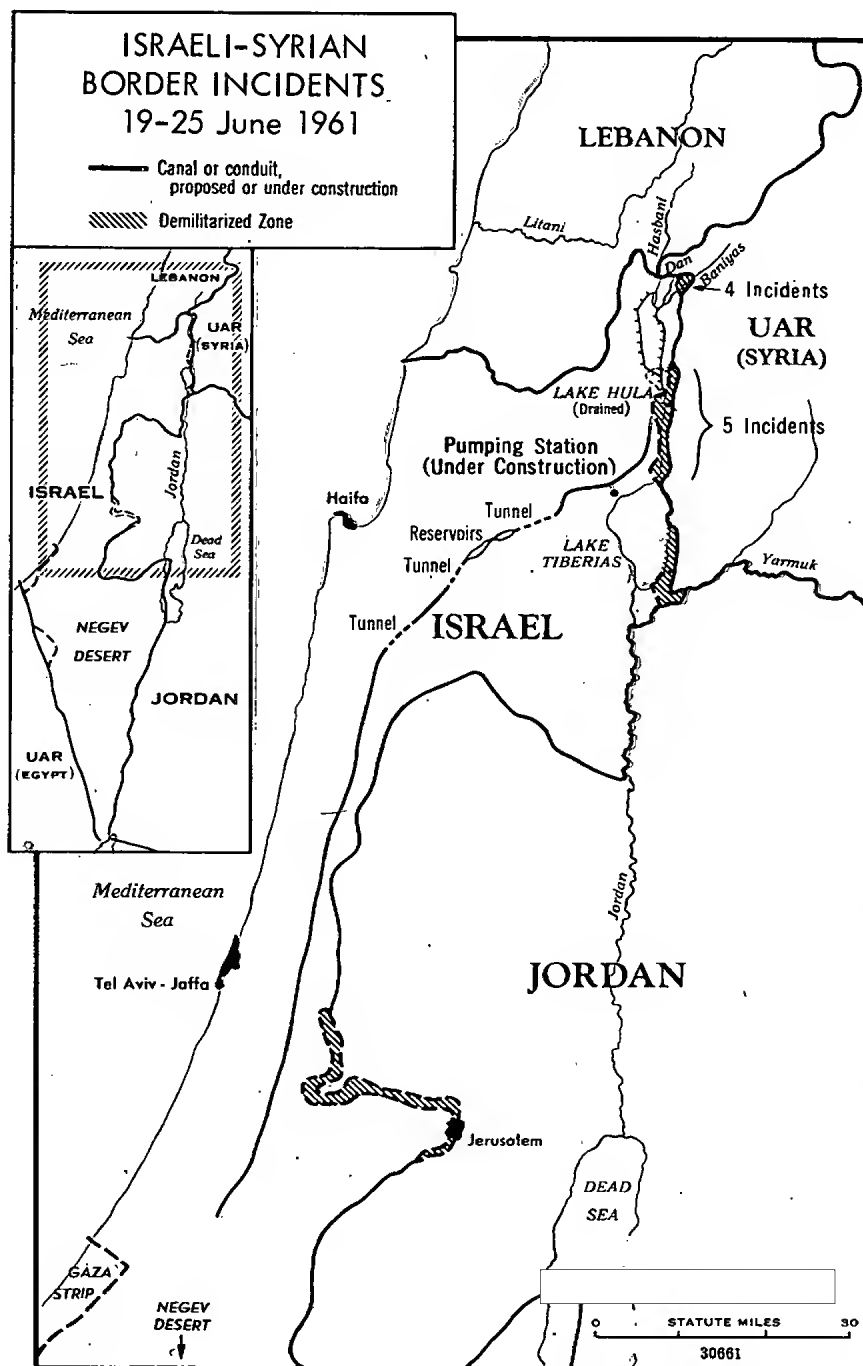 ISRAELI-SYRIAN
BORDER INCIDENTS
19-25 June 1961
Canal or conduit,
proposed or under construction
Demilitarized Zone
LEBANON
Mediterranean
Sea
UAR
(SYRIA)
ISRAEL
Jordan
Dead
Sea
NEGEV
DESERT
JORDAN
UAR
(EGYPT)
LEBANON
Litani
Hasbani
Dan
Baniyas
4 Incidents
UAR
(SYRIA)
LAKE HULA
(Drained)
5 Incidents
Pumping Station
(Under Construction)
Haifa
Tunnel
Reservoirs
Tunnel
LAKE
TIBERIAS
Yarmuk
Tunnel
ISRAEL
Mediterranean
Sea
Jordan
Tel Aviv - Jaffa
JORDAN
Jerusalem
DEAD
SEA
GAZA
STRIP
NEGEV
DESERT
0 STATUTE MILES 30
30661